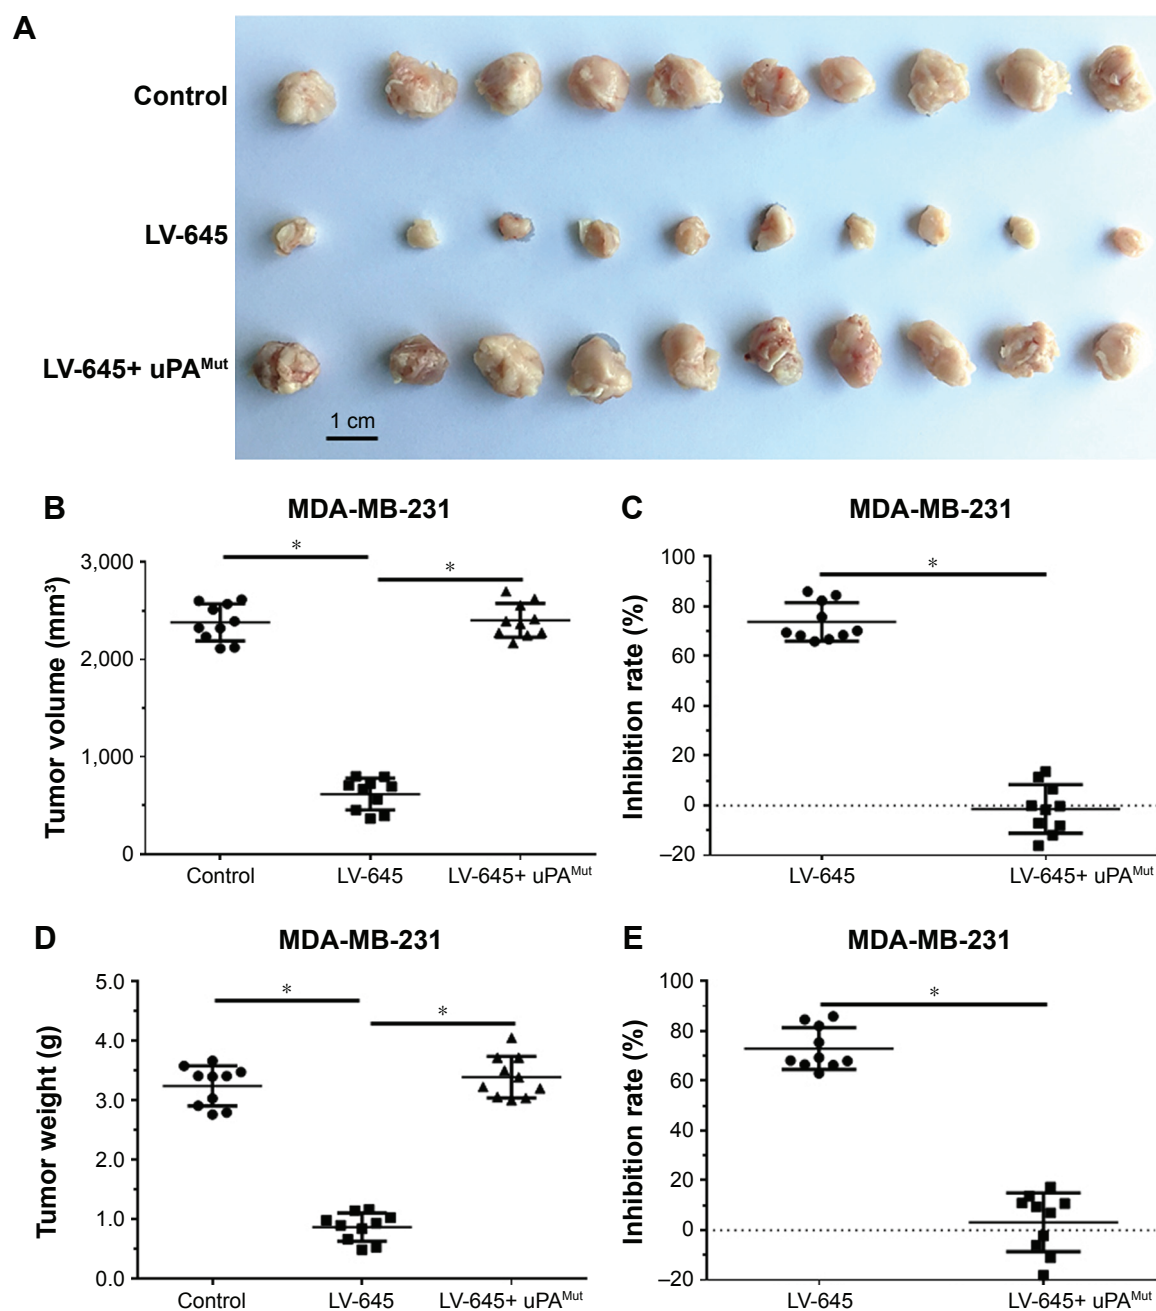 A
Control
LV-645
LV-645+ uPAMut
1 cm
B
MDA-MB-231
Tumor volume (mm3)
3,000
2,000
1,000
0
*
*
Control
LV-645
LV-645+ uPAMut
C
MDA-MB-231
Inhibition rate (%)
100
80
60
40
20
0
–20
*
LV-645
LV-645+ uPAMut
D
MDA-MB-231
Tumor weight (g)
5.0
4.0
3.0
2.0
1.0
0.0
*
*
Control
LV-645
LV-645+ uPAMut
E
MDA-MB-231
Inhibition rate (%)
100
80
60
40
20
0
–20
*
LV-645
LV-645+ uPAMut